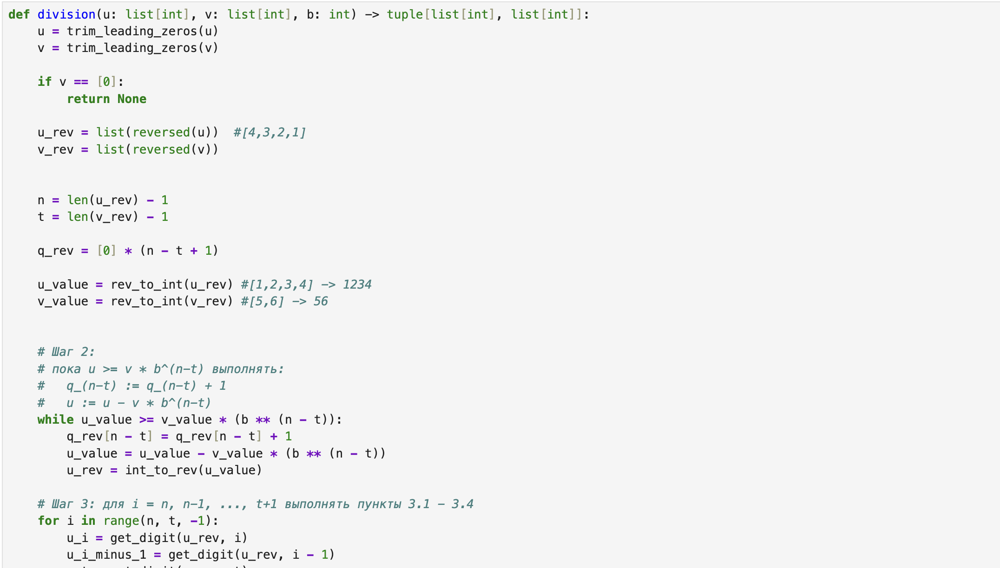 def division(u: list[int], v: list[int], b: int) -> tuple[list[int], list[int]]:
    u = trim_leading_zeros(u)
    v = trim_leading_zeros(v)
    if v == [0]:
        return None
    u_rev = list(reversed(u))  #[4,3,2,1]
    v_rev = list(reversed(v))
    n = len(u_rev) - 1
    t = len(v_rev) - 1
    q_rev = [0] * (n - t + 1)
    u_value = rev_to_int(u_rev) #[1,2,3,4] -> 1234
    v_value = rev_to_int(v_rev) #[5,6] -> 56
    # Шаг 2:
    # пока u >= v * b^(n-t) выполнять:
    #   q_(n-t) := q_(n-t) + 1
    #   u := u - v * b^(n-t)
    while u_value >= v_value * (b ** (n - t)):
        q_rev[n - t] = q_rev[n - t] + 1
        u_value = u_value - v_value * (b ** (n - t))
        u_rev = int_to_rev(u_value)
    # Шаг 3: для i = n, n-1, ..., t+1 выполнять пункты 3.1 - 3.4
    for i in range(n, t, -1):
        u_i = get_digit(u_rev, i)
        u_i_minus_1 = get_digit(u_rev, i - 1)